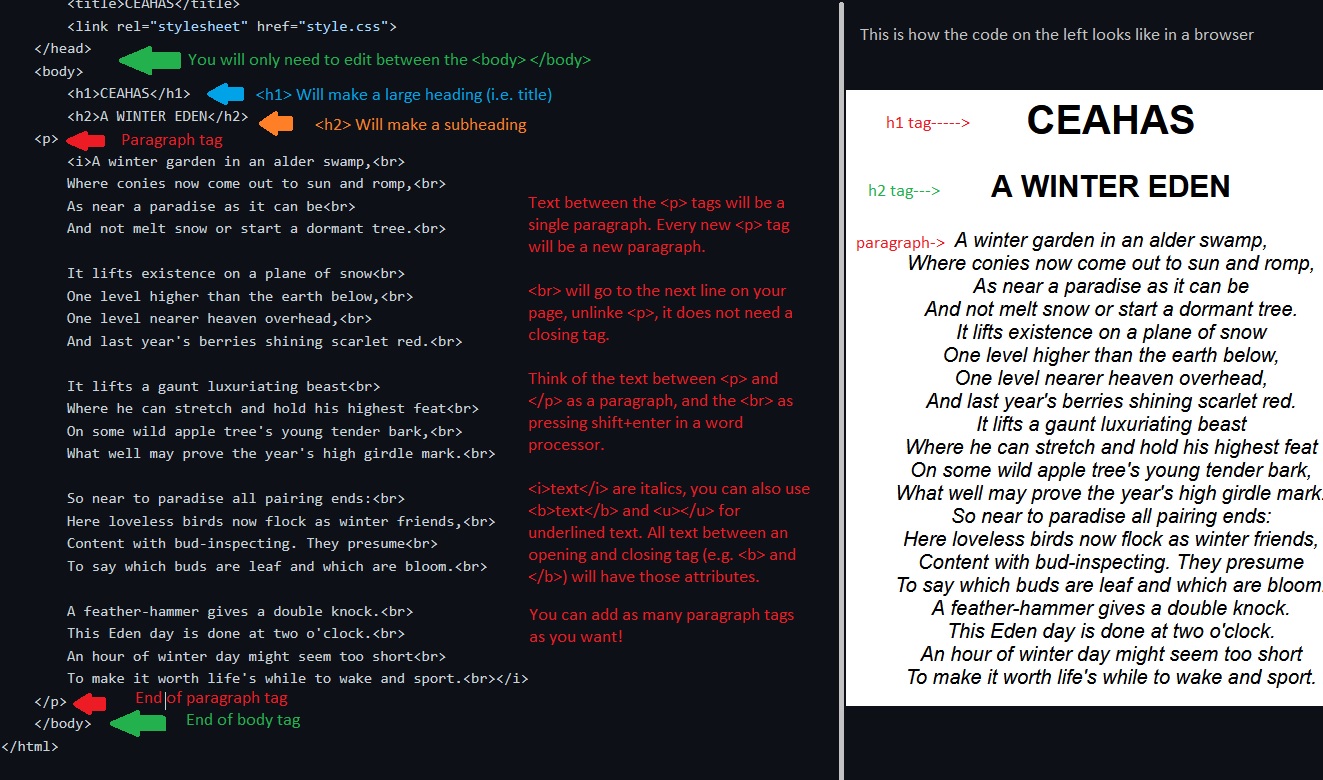 <title>CEAHAS</title>
<link rel="stylesheet" href="style.css">
</head>
You will only need to edit between the <body> </body>
<body>
<h1>CEAHAS</h1>
<h1> Will make a large heading (i.e. title)
<h2>A WINTER EDEN</h2>
<h2> Will make a subheading
<p>
Paragraph tag
<i>A winter garden in an alder swamp,<br>
Where conies now come out to sun and romp,<br>
As near a paradise as it can be<br>
And not melt snow or start a dormant tree.<br>
It lifts existence on a plane of snow<br>
One level higher than the earth below,<br>
One level nearer heaven overhead,<br>
And last year's berries shining scarlet red.<br>
It lifts a gaunt luxuriating beast<br>
Where he can stretch and hold his highest feat<br>
On some wild apple tree's young tender bark,<br>
What well may prove the year's high girdle mark.<br>
So near to paradise all pairing ends:<br>
Here loveless birds now flock as winter friends,<br>
Content with bud-inspecting. They presume<br>
To say which buds are leaf and which are bloom.<br>
A feather-hammer gives a double knock.<br>
This Eden day is done at two o'clock.<br>
An hour of winter day might seem too short<br>
To make it worth life's while to wake and sport.<br></i>
</p>
End of paragraph tag
</body>
End of body tag
</html>
Text between the <p> tags will be a
single paragraph. Every new <p> tag
will be a new paragraph.
<br> will go to the next line on your
page, unlinke <p>, it does not need a
closing tag.
Think of the text between <p> and
</p> as a paragraph, and the <br> as
pressing shift+enter in a word
processor.
<i>text</i> are italics, you can also use
<b>text</b> and <u></u> for
underlined text. All text between an
opening and closing tag (e.g. <b> and
</b>) will have those attributes.
You can add as many paragraph tags
as you want!
This is how the code on the left looks like in a browser
h1 tag-----> CEAHAS
h2 tag---> A WINTER EDEN
paragraph-> A winter garden in an alder swamp,
Where conies now come out to sun and romp,
As near a paradise as it can be
And not melt snow or start a dormant tree.
It lifts existence on a plane of snow
One level higher than the earth below,
One level nearer heaven overhead,
And last year's berries shining scarlet red.
It lifts a gaunt luxuriating beast
Where he can stretch and hold his highest feat
On some wild apple tree's young tender bark,
What well may prove the year's high girdle mark.
So near to paradise all pairing ends:
Here loveless birds now flock as winter friends,
Content with bud-inspecting. They presume
To say which buds are leaf and which are bloom.
A feather-hammer gives a double knock.
This Eden day is done at two o'clock.
An hour of winter day might seem too short
To make it worth life's while to wake and sport.